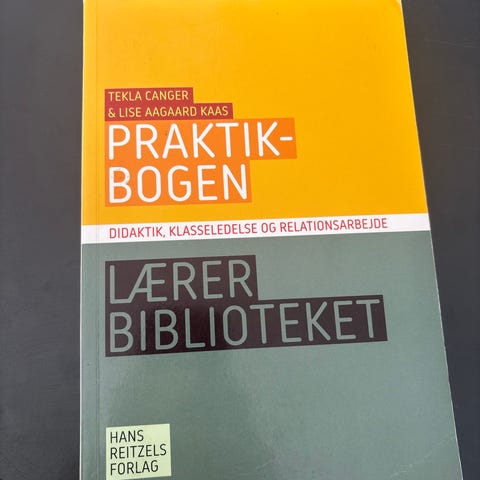 TEKLA CANGER
& LISE AAGAARD KAAS
PRAKTIK-
BOGEN
DIDAKTIK, KLASSELEDELSE OG RELATIONSARBEJDE
LÆRER
BIBLIOTEKET
HANS
REITZELS
FORLAG